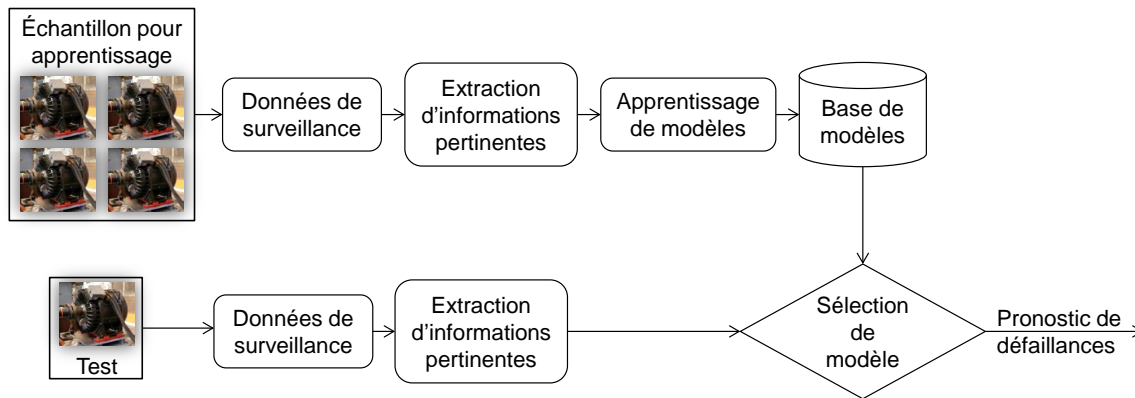 Échantillon pour
apprentissage
Données de
surveillance
Extraction
d’informations
pertinentes
Apprentissage
de modèles
Base de
modèles
Test
Données de
surveillance
Extraction
d’informations
pertinentes
Sélection
de
modèle
Pronostic de
défaillances